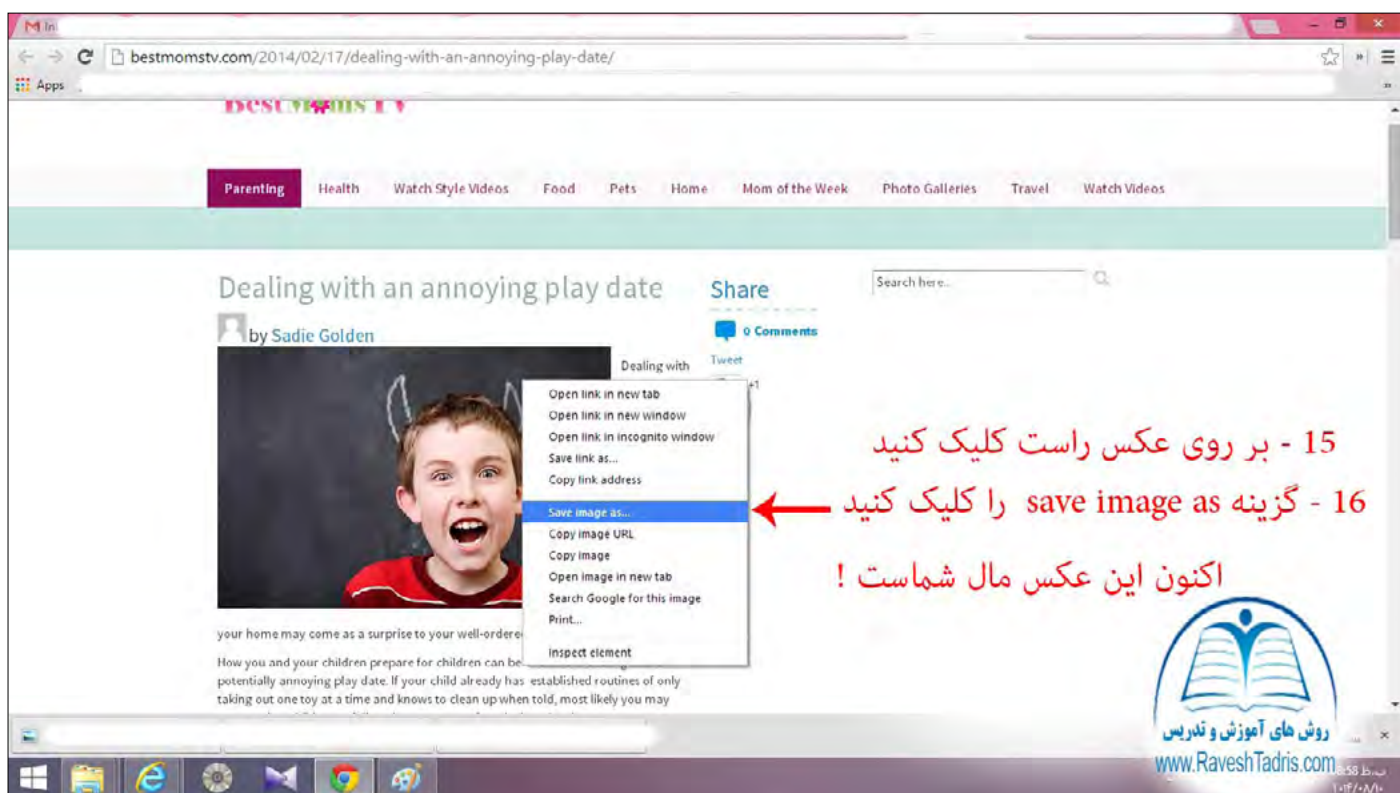 M In
bestmomstv.com/2014/02/17/dealing-with-an-annoying-play-date/
Apps
BestMomsTV
Parenting Health Watch Style Videos Food Pets Home Mom of the Week Photo Galleries Travel Watch Videos
Dealing with an annoying play date
by Sadie Golden
Share
Search here..
0 Comments
Tweet
+1
Dealing with
Open link in new tab
Open link in new window
Open link in incognito window
Save link as...
Copy link address
Save image as...
Copy image URL
Copy image
Open image in new tab
Search Google for this image
Print...
Inspect element
15 - بر روی عکس راست کلیک کنید
16 - گزینه save image as را کلیک کنید
اکنون این عکس مال شماست !
your home may come as a surprise to your well-ordere
How you and your children prepare for children can be
potentially annoying play date. If your child already has established routines of only
taking out one toy at a time and knows to clean up when told, most likely you may
روش های آموزش و تدریس
www.RaveshTadris.com